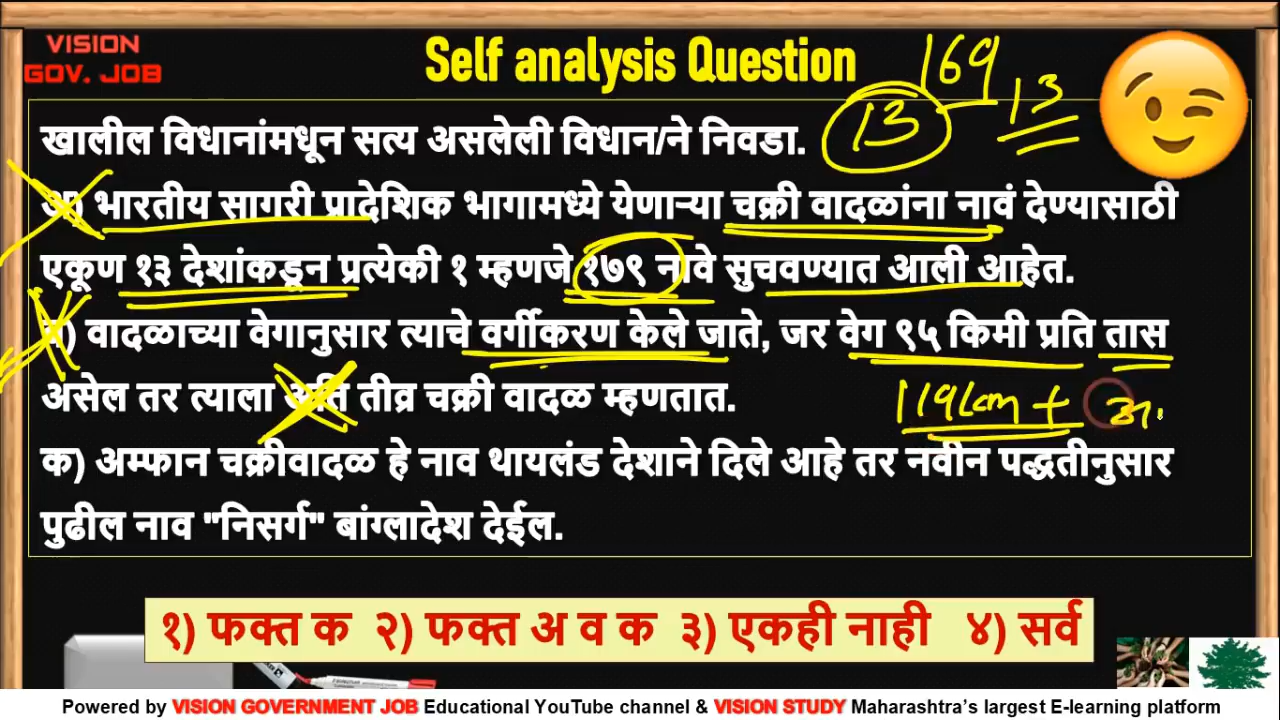 VISION
GOV. JOB
Self analysis Question
169
13
13
खालील विधानांमधून सत्य असलेली विधान/ने निवडा.
अ) भारतीय सागरी प्रादेशिक भागामध्ये येणाऱ्या चक्री वादळांना नावं देण्यासाठी
एकूण १३ देशांकडून प्रत्येकी १ म्हणजे १७९ नावे सुचवण्यात आली आहेत.
वादळाच्या वेगानुसार त्याचे वर्गीकरण केले जाते, जर वेग ९५ किमी प्रति तास
असेल तर त्याला अति तीव्र चक्री वादळ म्हणतात.
119km +
क) अम्फान चक्रीवादळ हे नाव थायलंड देशाने दिले आहे तर नवीन पद्धतीनुसार
पुढील नाव "निसर्ग" बांग्लादेश देईल.
१) फक्त क २) फक्त अ व क ३) एकही नाही ४) सर्व
Powered by VISION GOVERNMENT JOB Educational YouTube channel & VISION STUDY Maharashtra's largest E-learning platform